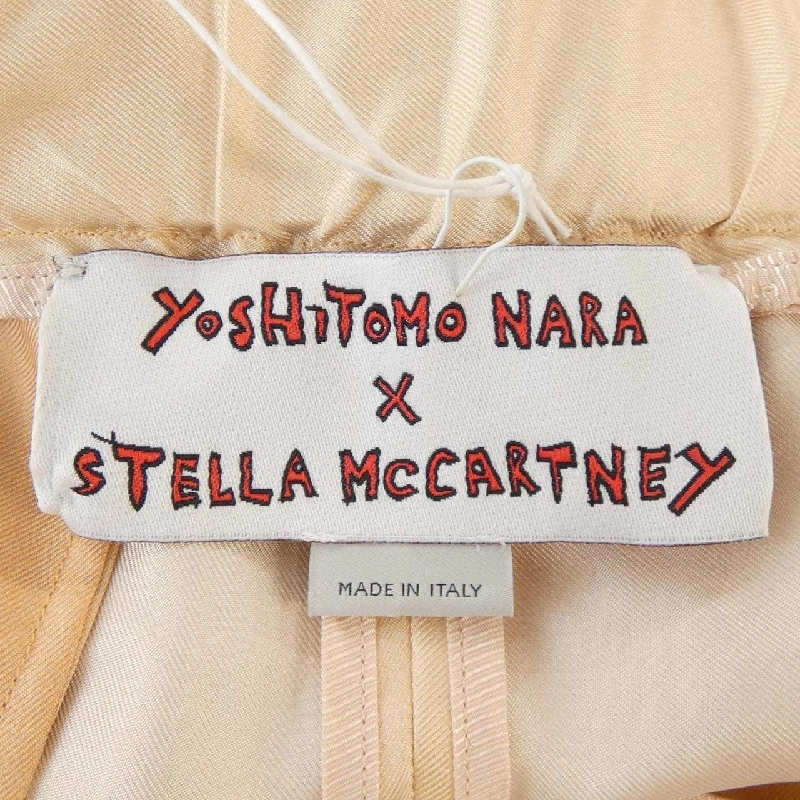 YoSHiToMo NARA
X
STELLA McCARTNEY
MADE IN ITALY